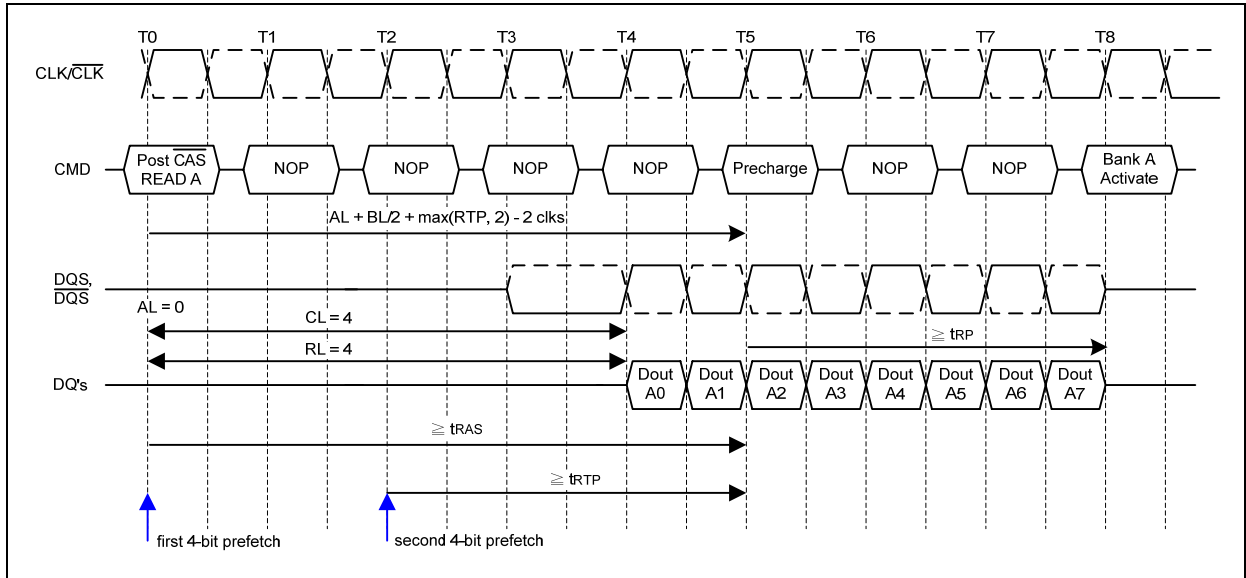 T0 T1 T2 T3 T4 T5 T6 T7 T8
CLK/CLK
CMD
Post CAS
READ A
NOP
NOP
NOP
NOP
Precharge
NOP
NOP
Bank A
Activate
AL + BL/2 + max(RTP, 2) - 2 clks
DQS,
DQS
AL = 0
CL = 4
≧ tRP
RL = 4
DQ's
Dout
A0
Dout
A1
Dout
A2
Dout
A3
Dout
A4
Dout
A5
Dout
A6
Dout
A7
≧ tRAS
≧ tRTP
first 4-bit prefetch
second 4-bit prefetch